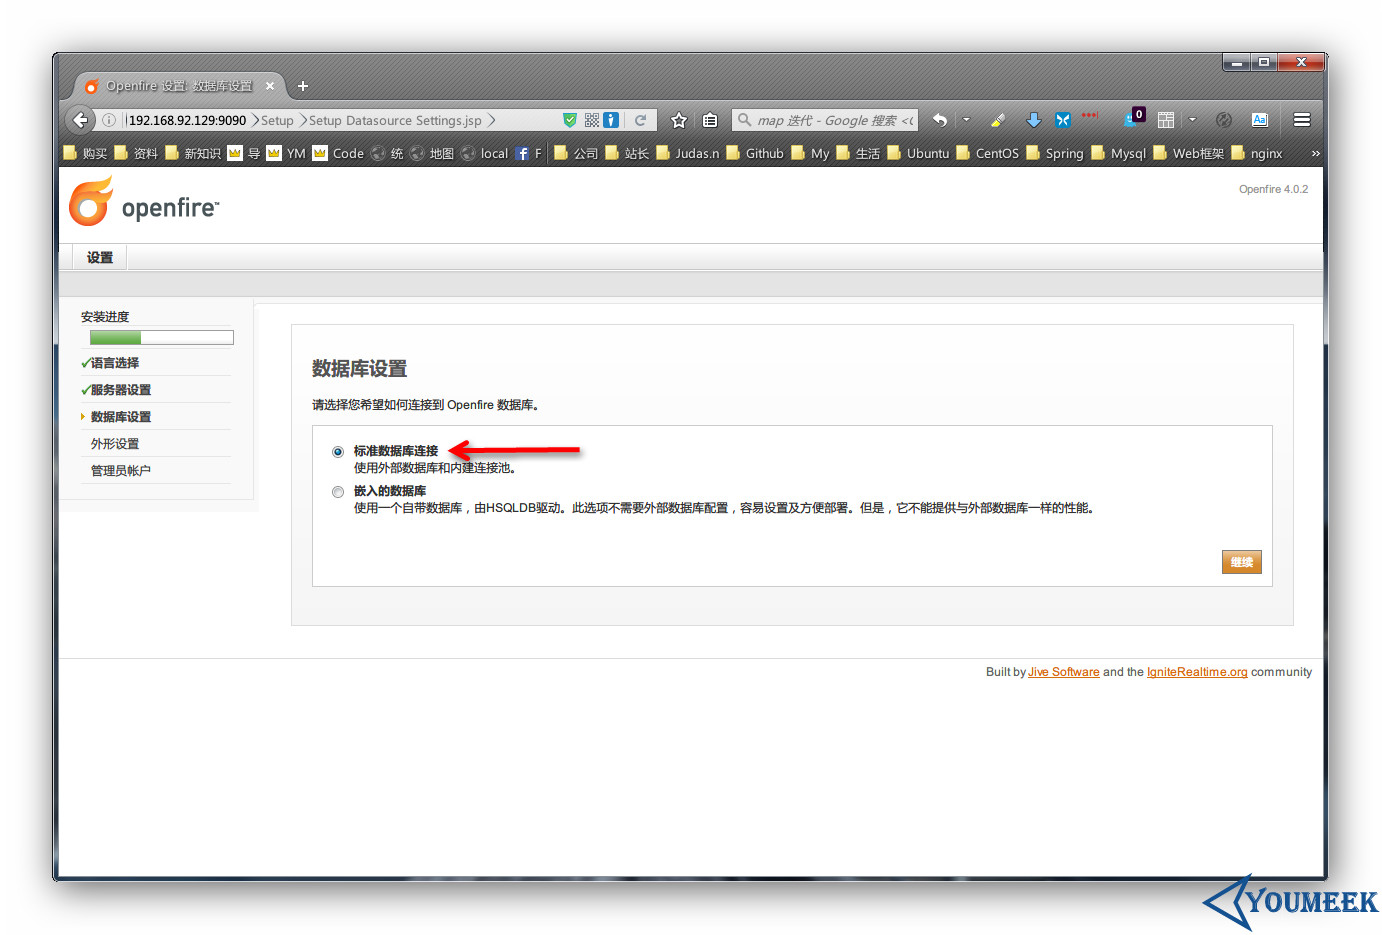 Openfire 设置: 数据库设置
192.168.92.129:9090 Setup Setup Datasource Settings.jsp
map 迭代 - Google 搜索 <(
0
Aa
购买 资料 新知识 导 YM Code 统 地图 local F 公司 站长 Judas.n Github My 生活 Ubuntu CentOS Spring Mysql Web框架 nginx »
openfire™
Openfire 4.0.2
设置
安装进度
语言选择
服务器设置
数据库设置
外形设置
管理员帐户
数据库设置
请选择您希望如何连接到 Openfire 数据库。
标准数据库连接
使用外部数据库和内建连接池。
嵌入的数据库
使用一个自带数据库，由HSQLDB驱动。此选项不需要外部数据库配置，容易设置及方便部署。但是，它不能提供与外部数据库一样的性能。
继续
Built by Jive Software and the IgniteRealtime.org community
YOUMEEK